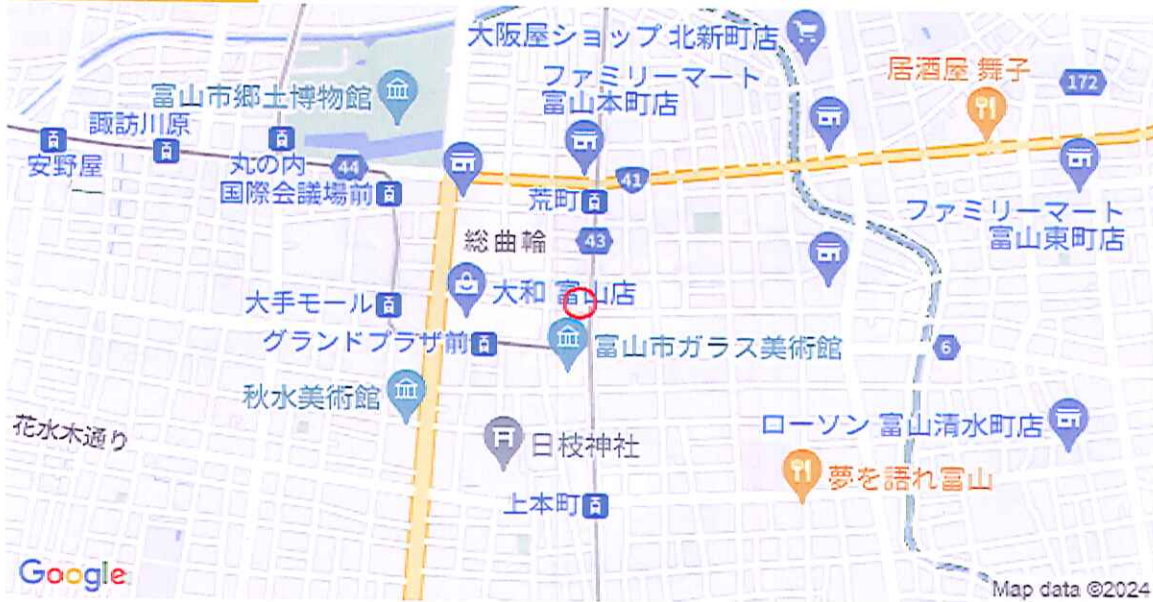 大阪屋ショップ 北新町店
ファミリーマート
富山本町店
居酒屋 舞子
172
富山市郷土博物館
諏訪川原
安野屋
丸の内
44
国際会議場前
41
荒町
ファミリーマート
富山東町店
総曲輪
43
大和 富山店
大手モール
グランドプラザ前
富山市ガラス美術館
6
秋水美術館
花水木通り
日枝神社
ローソン 富山清水町店
夢を語れ富山
上本町
Google
Map data ©2024